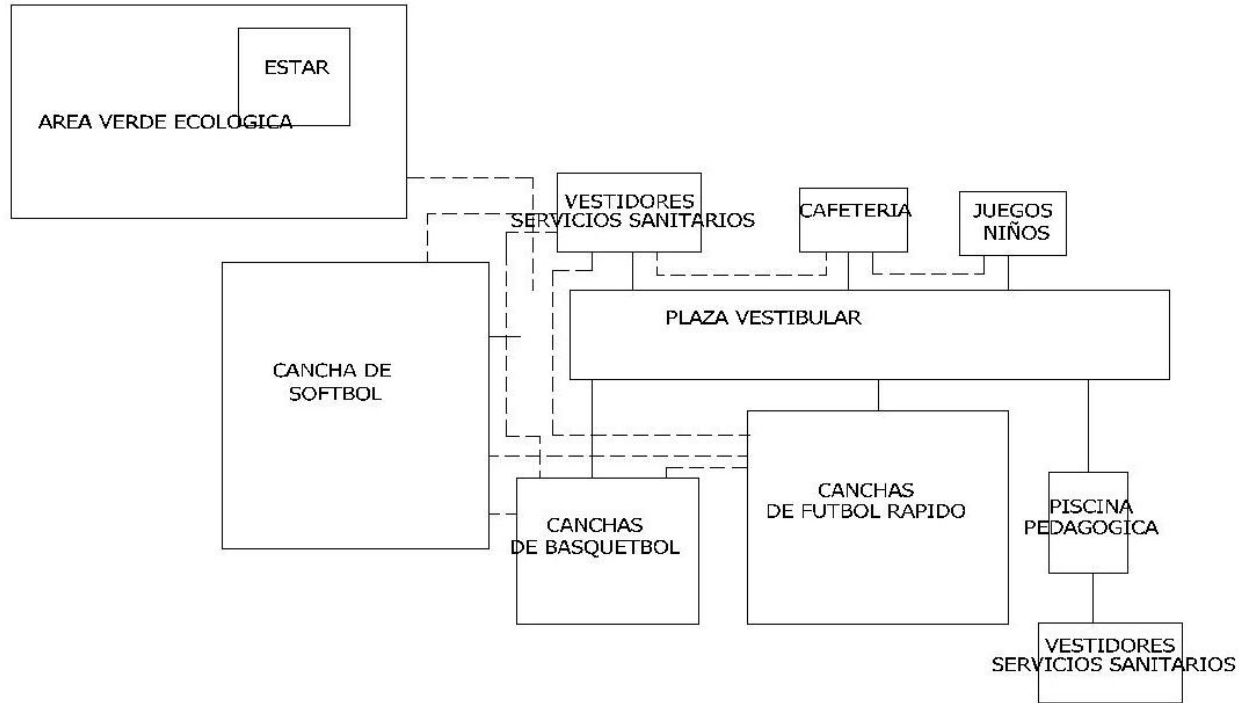 ESTAR
AREA VERDE ECOLOGICA
VESTIDORES
SERVICIOS SANITARIOS
CAFETERIA
JUEGOS
NIÑOS
PLAZA VESTIBULAR
CANCHA DE
SOFTBOL
CANCHAS
DE BASQUETBOL
CANCHAS
DE FUTBOL RAPIDO
PISCINA
PEDAGOGICA
VESTIDORES
SERVICIOS SANITARIOS